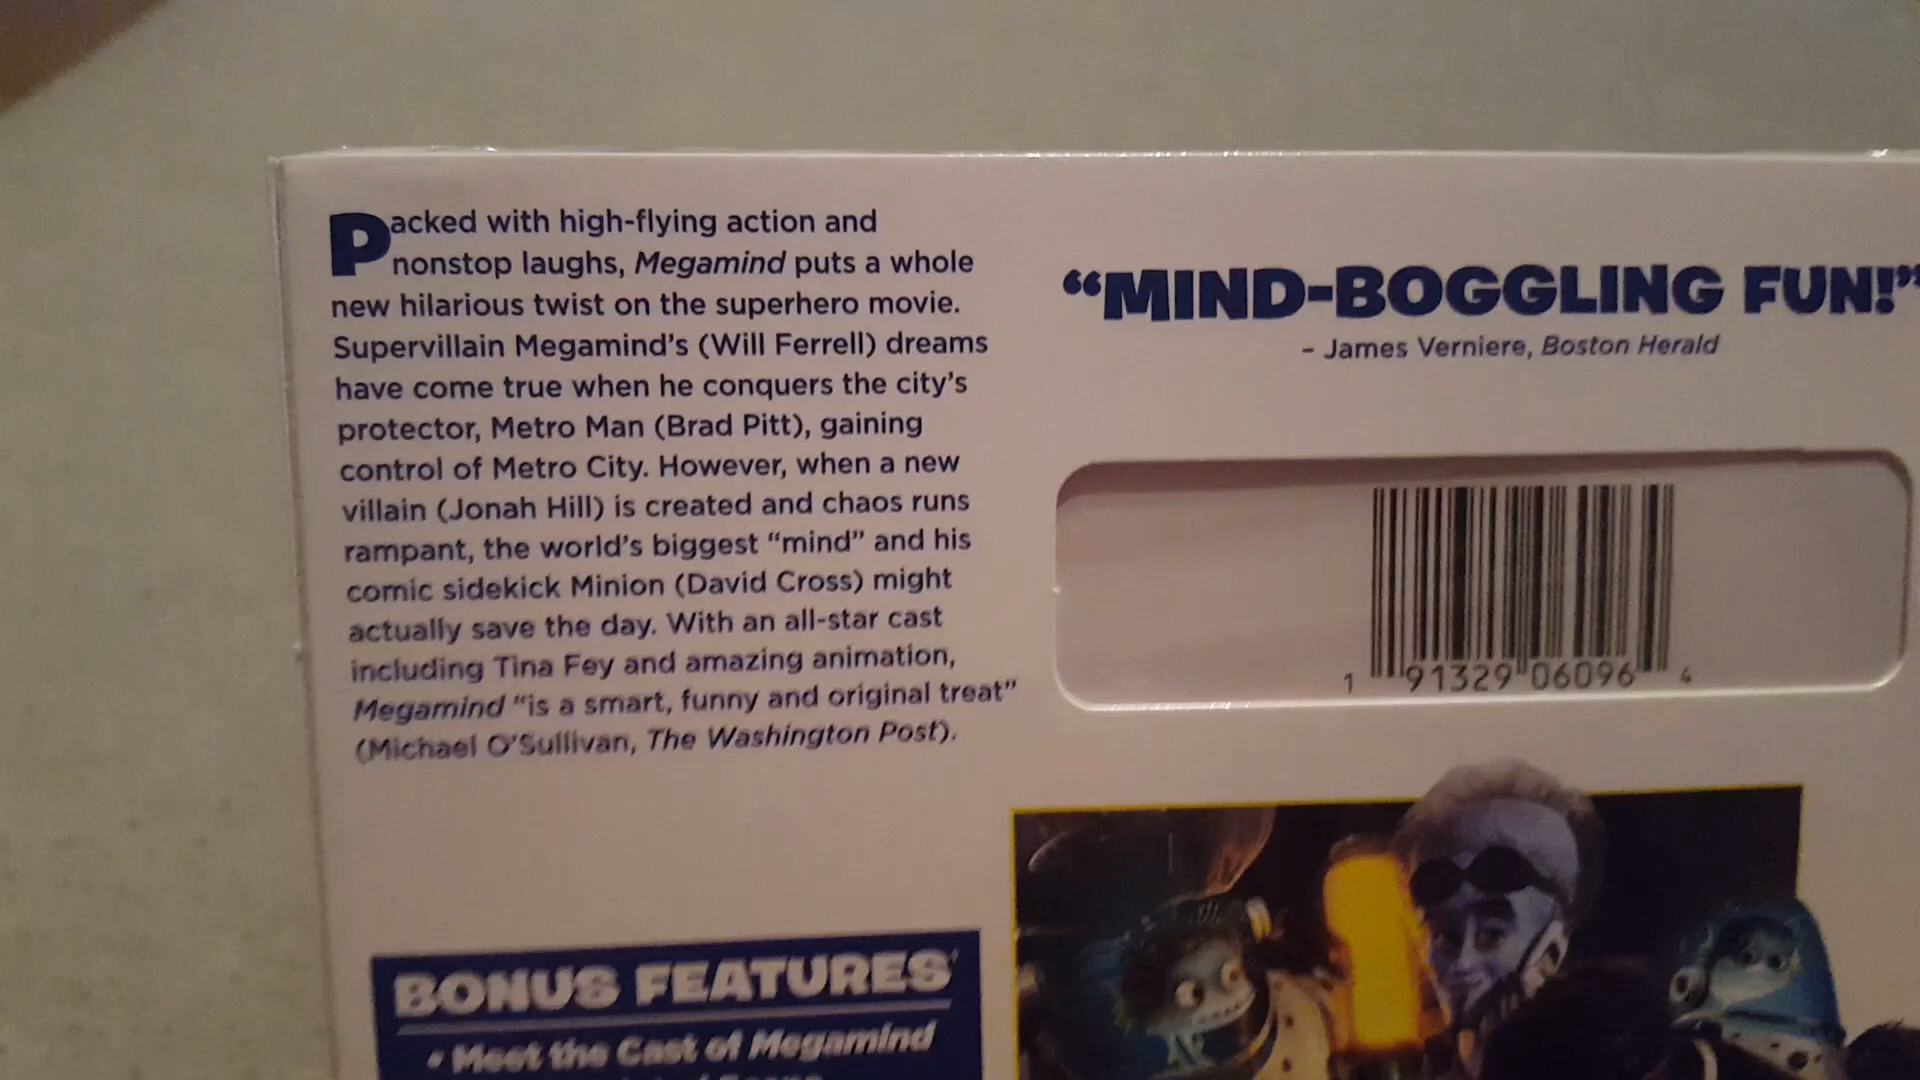 Packed with high-flying action and
nonstop laughs, Megamind puts a whole
new hilarious twist on the superhero movie.
Supervillain Megamind's (Will Ferrell) dreams
have come true when he conquers the city's
protector, Metro Man (Brad Pitt), gaining
control of Metro City. However, when a new
villain (Jonah Hill) is created and chaos runs
rampant, the world's biggest “mind” and his
comic sidekick Minion (David Cross) might
actually save the day. With an all-star cast
including Tina Fey and amazing animation,
Megamind “is a smart, funny and original treat”
(Michael O'Sullivan, The Washington Post).
“MIND-BOGGLING FUN!”
– James Verniere, Boston Herald
1 91329 06096 4
BONUS FEATURES*
• Meet the Cast of Megamind